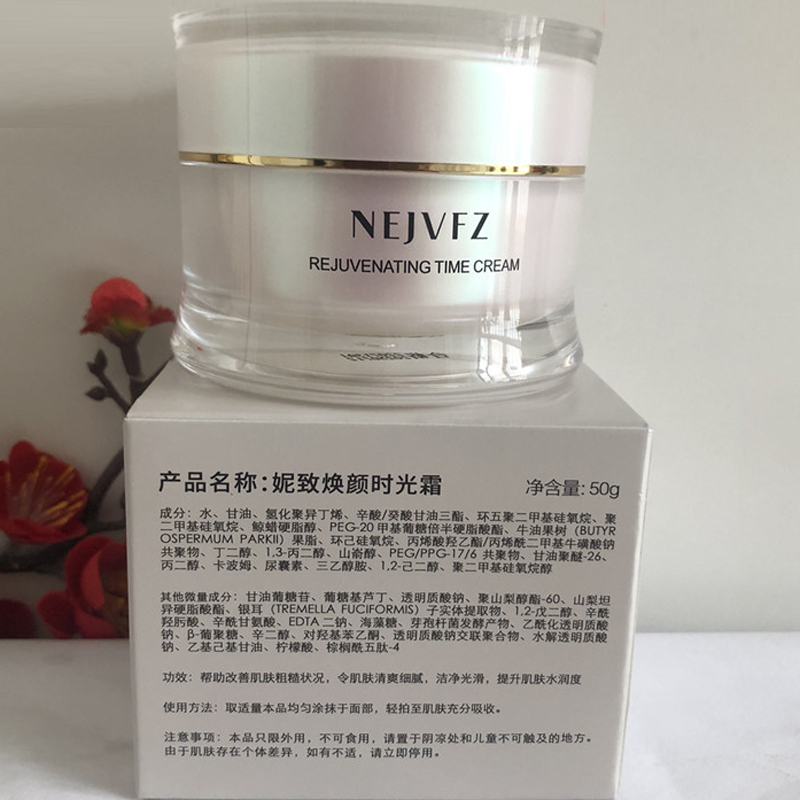 NEJVFZ
REJUVENATING TIME CREAM
产品名称：妮致焕颜时光霜
净含量: 50g
成分：水、甘油、氢化聚异丁烯、辛酸/癸酸甘油三酯、环五聚二甲基硅氧烷、聚
二甲基硅氧烷、鲸蜡硬脂醇、PEG-20 甲基葡糖倍半硬脂酸酯、牛油果树（BUTYR
OSPERMUM PARKII）果脂、环己硅氧烷、丙烯酸羟乙酯/丙烯酰二甲基牛磺酸钠
共聚物、丁二醇、1,3-丙二醇、山嵛醇、PEG/PPG-17/6 共聚物、甘油聚醚-26、
丙二醇、卡波姆、尿囊素、三乙醇胺、1,2-己二醇、聚二甲基硅氧烷醇
其他微量成分：甘油葡糖苷、葡糖基芦丁、透明质酸钠、聚山梨醇酯-60、山梨坦
异硬脂酸酯、银耳（TREMELLA FUCIFORMIS）子实体提取物、1,2-戊二醇、辛酰
羟肟酸、辛酰甘氨酸、EDTA 二钠、海藻糖、芽孢杆菌发酵产物、乙酰化透明质酸
钠、β-葡聚糖、辛二醇、对羟基苯乙酮、透明质酸钠交联聚合物、水解透明质酸
钠、乙基己基甘油、柠檬酸、棕榈酰五肽-4
功效：帮助改善肌肤粗糙状况，令肌肤清爽细腻，洁净光滑，提升肌肤水润度
使用方法：取适量本品均匀涂抹于面部，轻拍至肌肤充分吸收。
注意事项：本品只限外用，不可食用，请置于阴凉处和儿童不可触及的地方。
由于肌肤存在个体差异，如有不适，请立即停用。